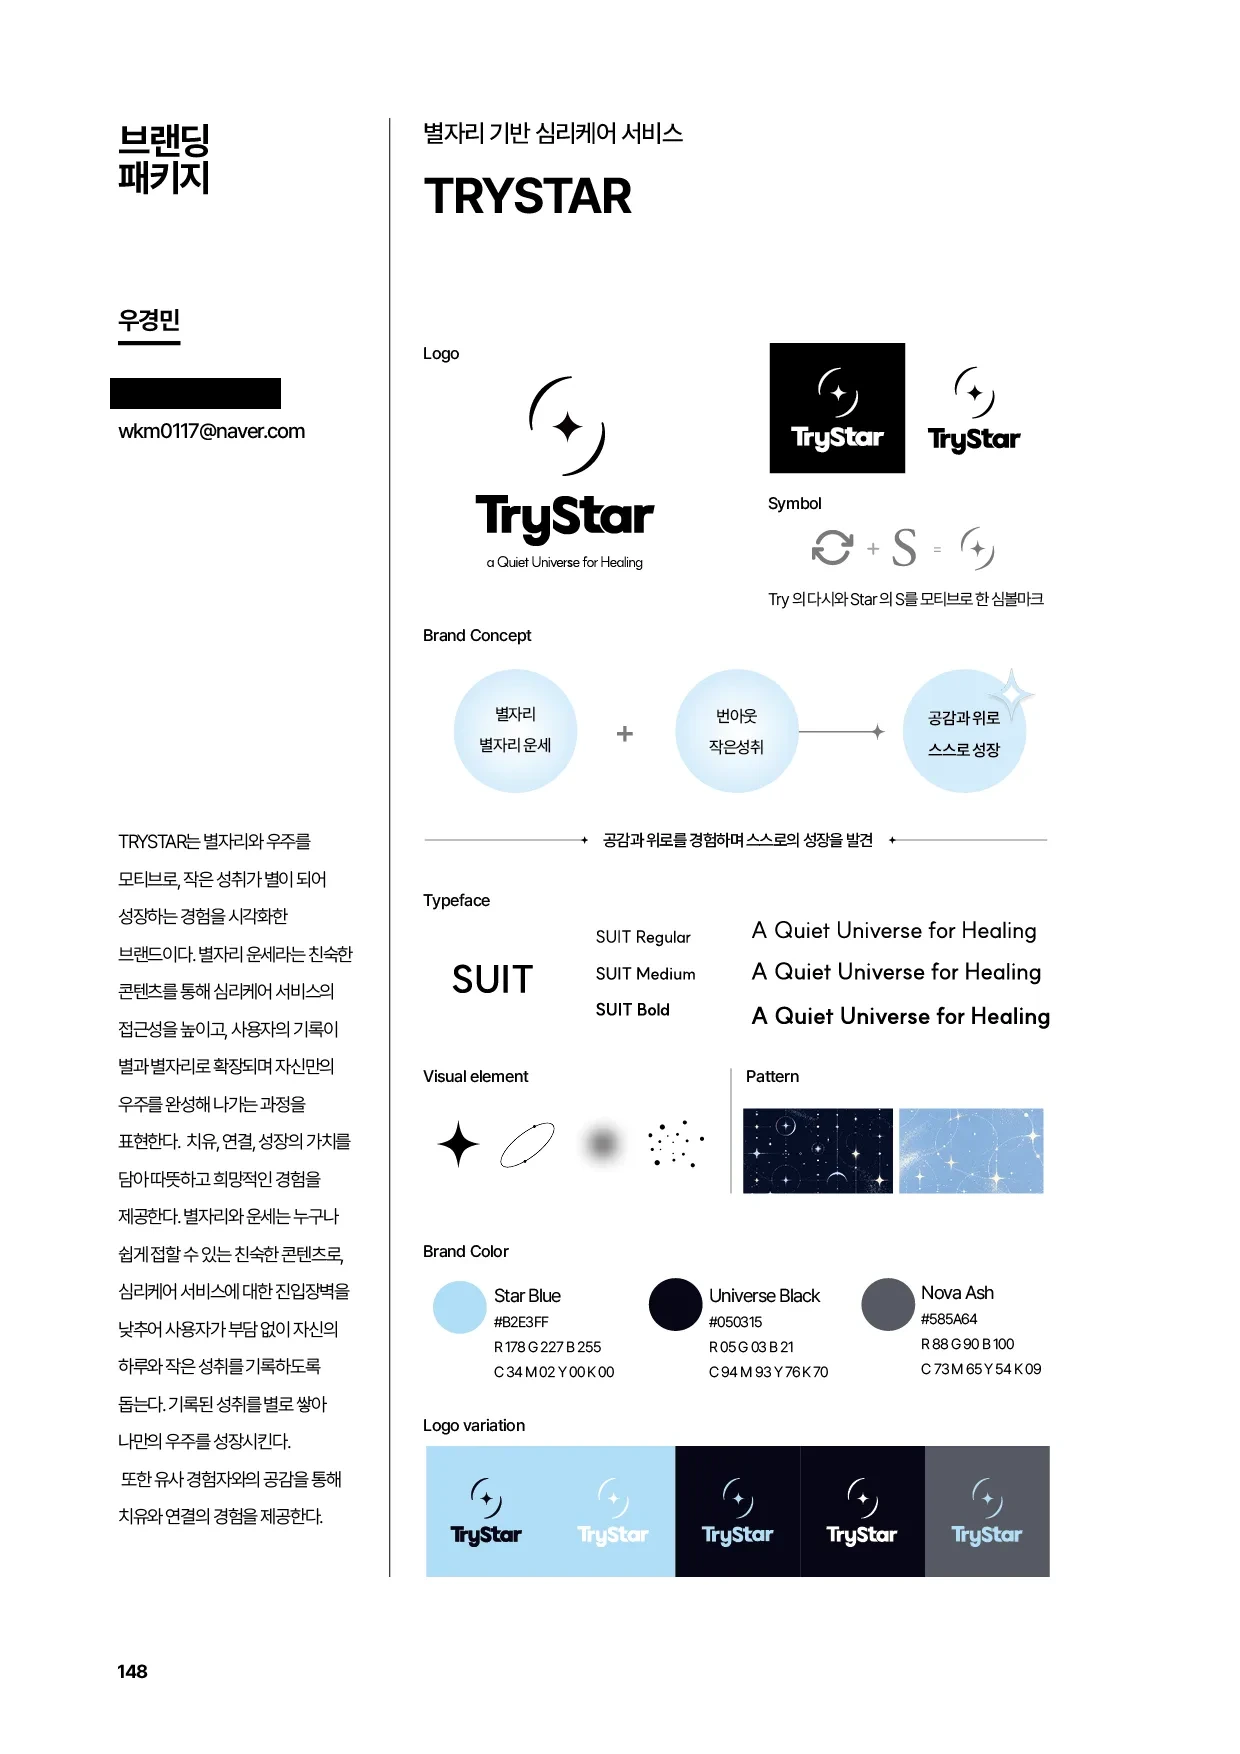 브랜딩
패키지
우경민
wkm0117@naver.com
TRYSTAR는 별자리와 우주를
모티브로, 작은 성취가 별이 되어
성장하는 경험을 시각화한
브랜드이다. 별자리 운세라는 친숙한
콘텐츠를 통해 심리케어 서비스의
접근성을 높이고, 사용자의 기록이
별과 별자리로 확장되며 자신만의
우주를 완성해 나가는 과정을
표현한다. 치유, 연결, 성장의 가치를
담아 따뜻하고 희망적인 경험을
제공한다. 별자리와 운세는 누구나
쉽게 접할 수 있는 친숙한 콘텐츠로,
심리케어 서비스에 대한 진입장벽을
낮추어 사용자가 부담 없이 자신의
하루와 작은 성취를 기록하도록
돕는다. 기록된 성취를 별로 쌓아
나만의 우주를 성장시킨다.
또한 유사 경험자와의 공감을 통해
치유와 연결의 경험을 제공한다.
148
별자리 기반 심리케어 서비스
TRYSTAR
Logo
TryStar
a Quiet Universe for Healing
TryStar
TryStar
Symbol
+ S =
Try 의 다시와 Star 의 S를 모티브로 한 심볼마크
Brand Concept
별자리
별자리 운세
+
번아웃
작은성취
공감과 위로
스스로 성장
공감과 위로를 경험하며 스스로의 성장을 발견
Typeface
SUIT
SUIT Regular
SUIT Medium
SUIT Bold
A Quiet Universe for Healing
A Quiet Universe for Healing
A Quiet Universe for Healing
Visual element
Pattern
Brand Color
Star Blue
#B2E3FF
R 178 G 227 B 255
C 34 M 02 Y 00 K 00
Universe Black
#050315
R 05 G 03 B 21
C 94 M 93 Y 76 K 70
Nova Ash
#585A64
R 88 G 90 B 100
C 73 M 65 Y 54 K 09
Logo variation
TryStar
TryStar
TryStar
TryStar
TryStar